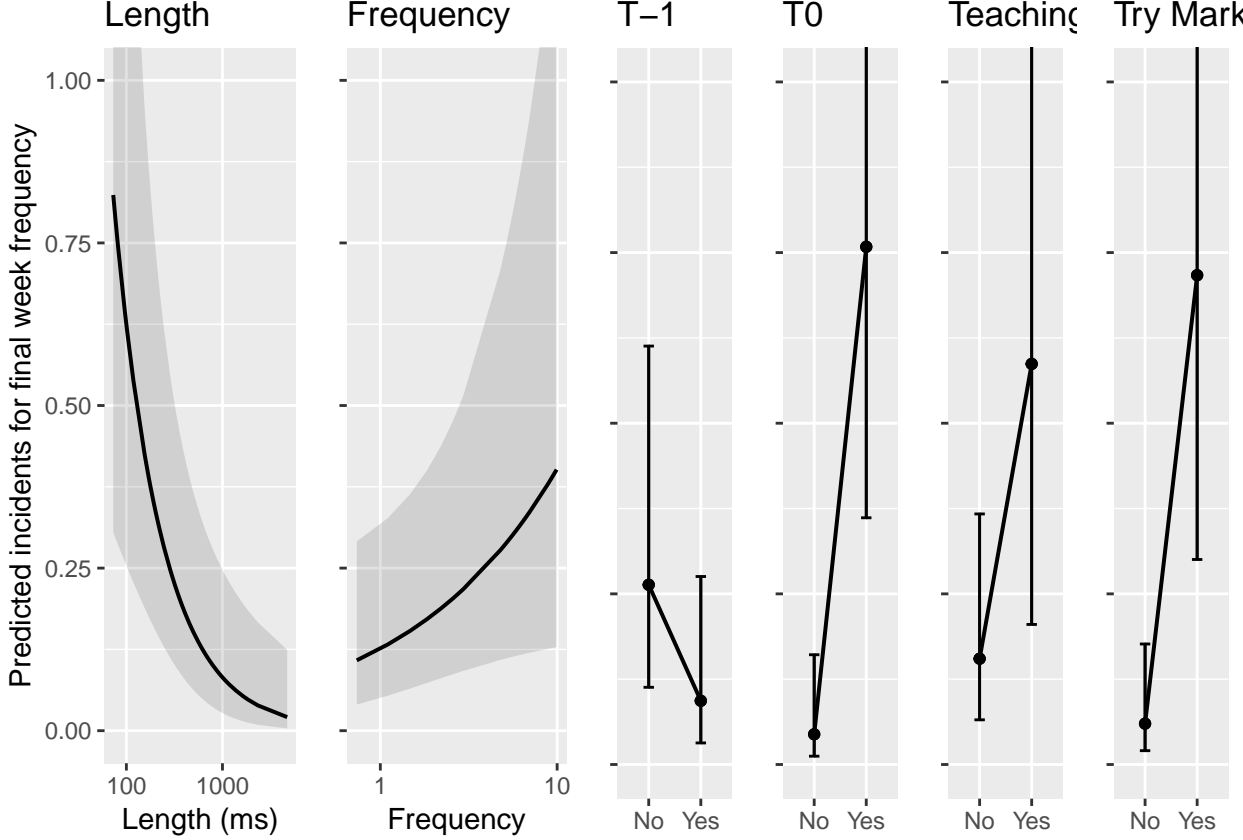 Length
Frequency
T−1
T0
Teaching
Try Mark
Predicted incidents for final week frequency
1.00
0.75
0.50
0.25
0.00
100
1000
1
10
No
Yes
No
Yes
No
Yes
No
Yes
Length (ms)
Frequency